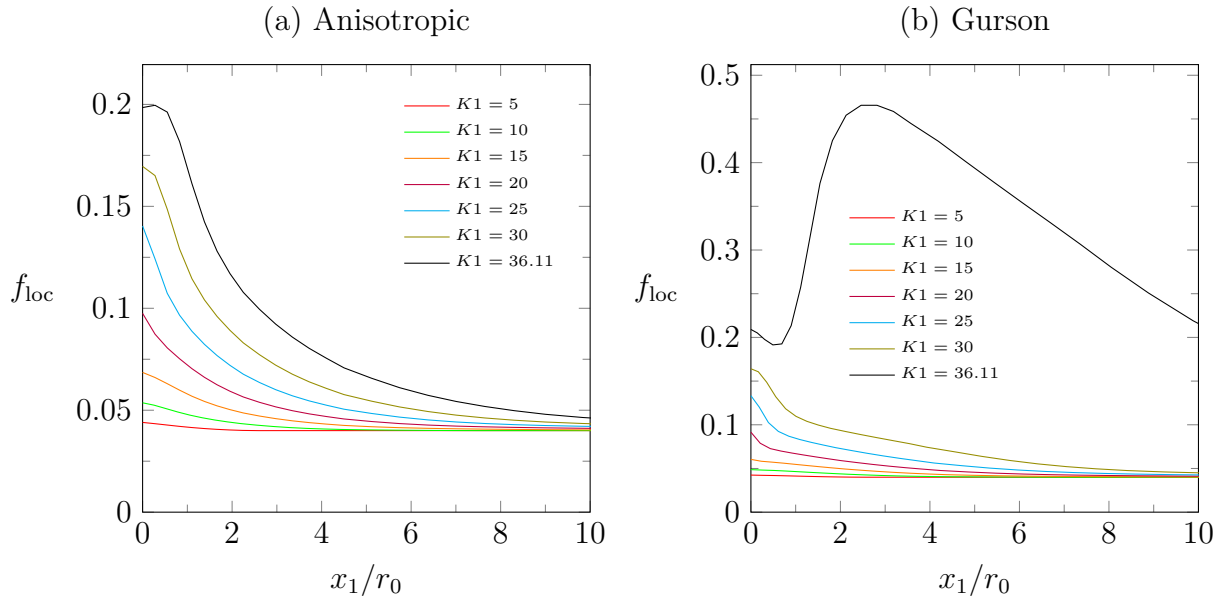 (a) Anisotropic
0.2
0.15
0.1
0.05
0
f_loc
K1 = 5
K1 = 10
K1 = 15
K1 = 20
K1 = 25
K1 = 30
K1 = 36.11
0 2 4 6 8 10
x_1/r_0
(b) Gurson
0.5
0.4
0.3
0.2
0.1
0
f_loc
K1 = 5
K1 = 10
K1 = 15
K1 = 20
K1 = 25
K1 = 30
K1 = 36.11
0 2 4 6 8 10
x_1/r_0